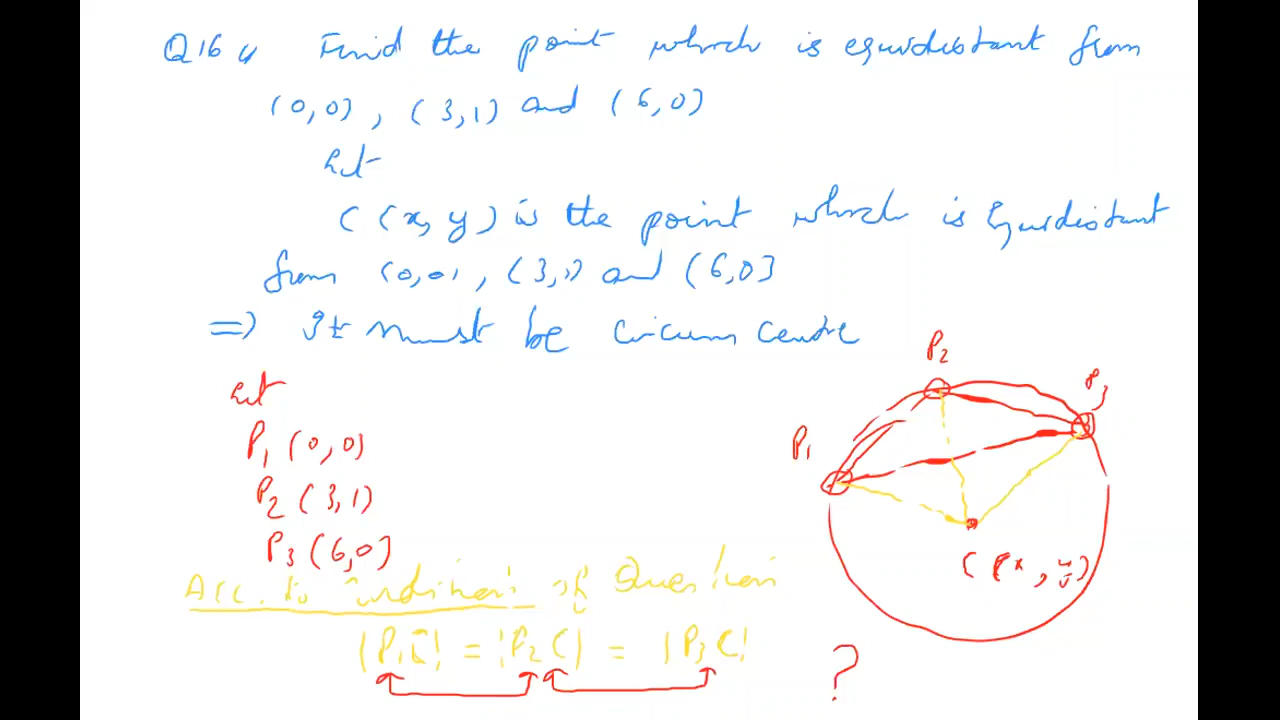 Q16 Find the point which is equidistant from
(0,0), (3,1) and (6,0)
Let
C(x,y) is the point which is Equidistant
from (0,0), (3,1) and (6,0)
=> It must be circum centre
Let
P1 (0,0)
P2 (3,1)
P3 (6,0)
P1
P2
P3
C(x,y)
Acc. to condition of Question
|P1C| = |P2C| = |P3C|
?